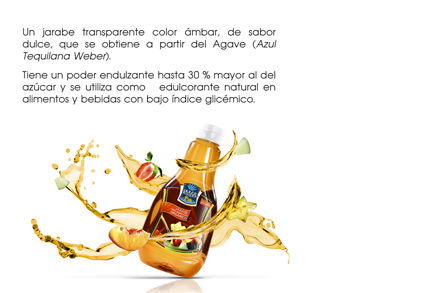 Un jarabe transparente color ámbar, de sabor
dulce, que se obtiene a partir del Agave (Azul
Tequilana Weber).
Tiene un poder endulzante hasta 30 % mayor al del
azúcar y se utiliza como edulcorante natural en
alimentos y bebidas con bajo índice glicémico.